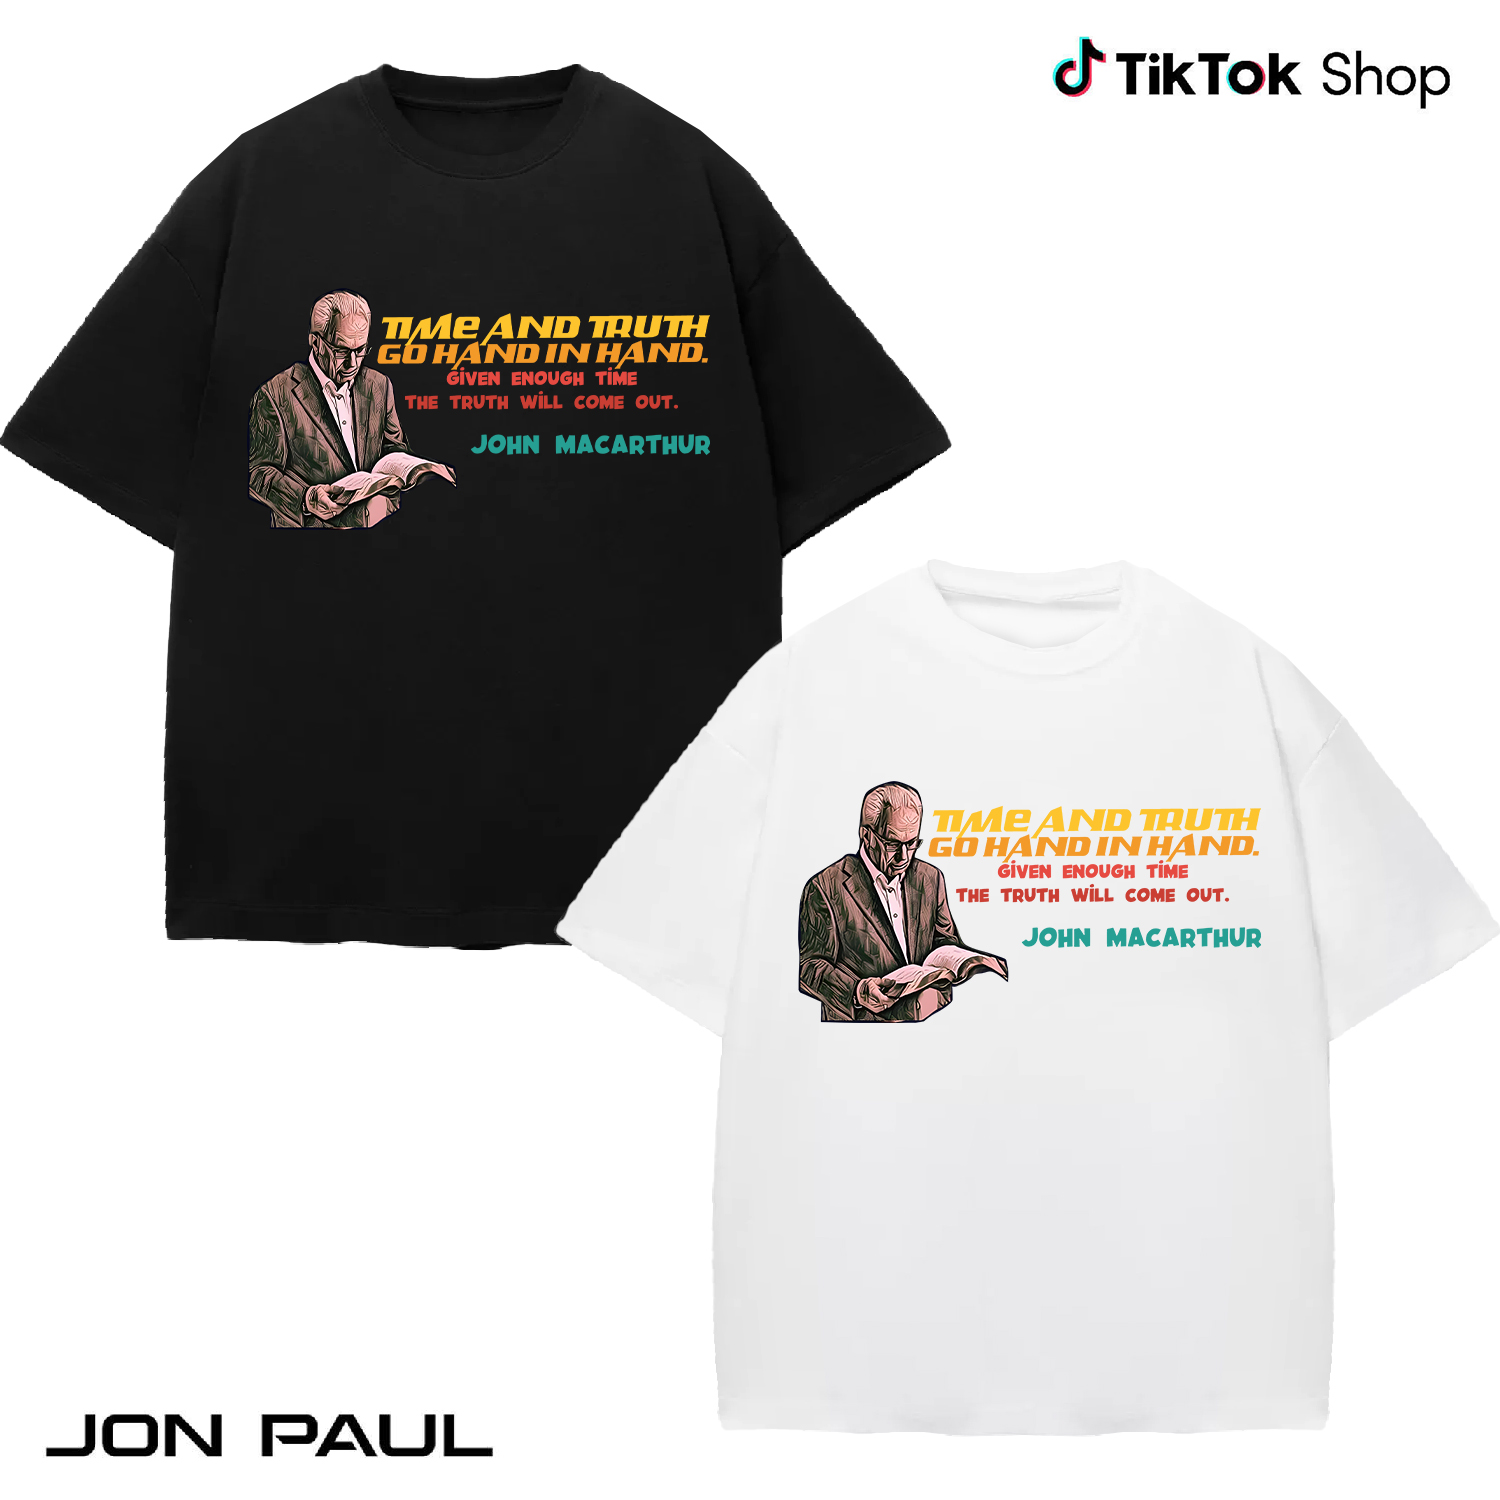 TikTok Shop
TIME AND TRUTH
GO HAND IN HAND.
GIVEN ENOUGH TIME
THE TRUTH WILL COME OUT.
JOHN MACARTHUR
TIME AND TRUTH
GO HAND IN HAND.
GIVEN ENOUGH TIME
THE TRUTH WILL COME OUT.
JOHN MACARTHUR
JON PAUL